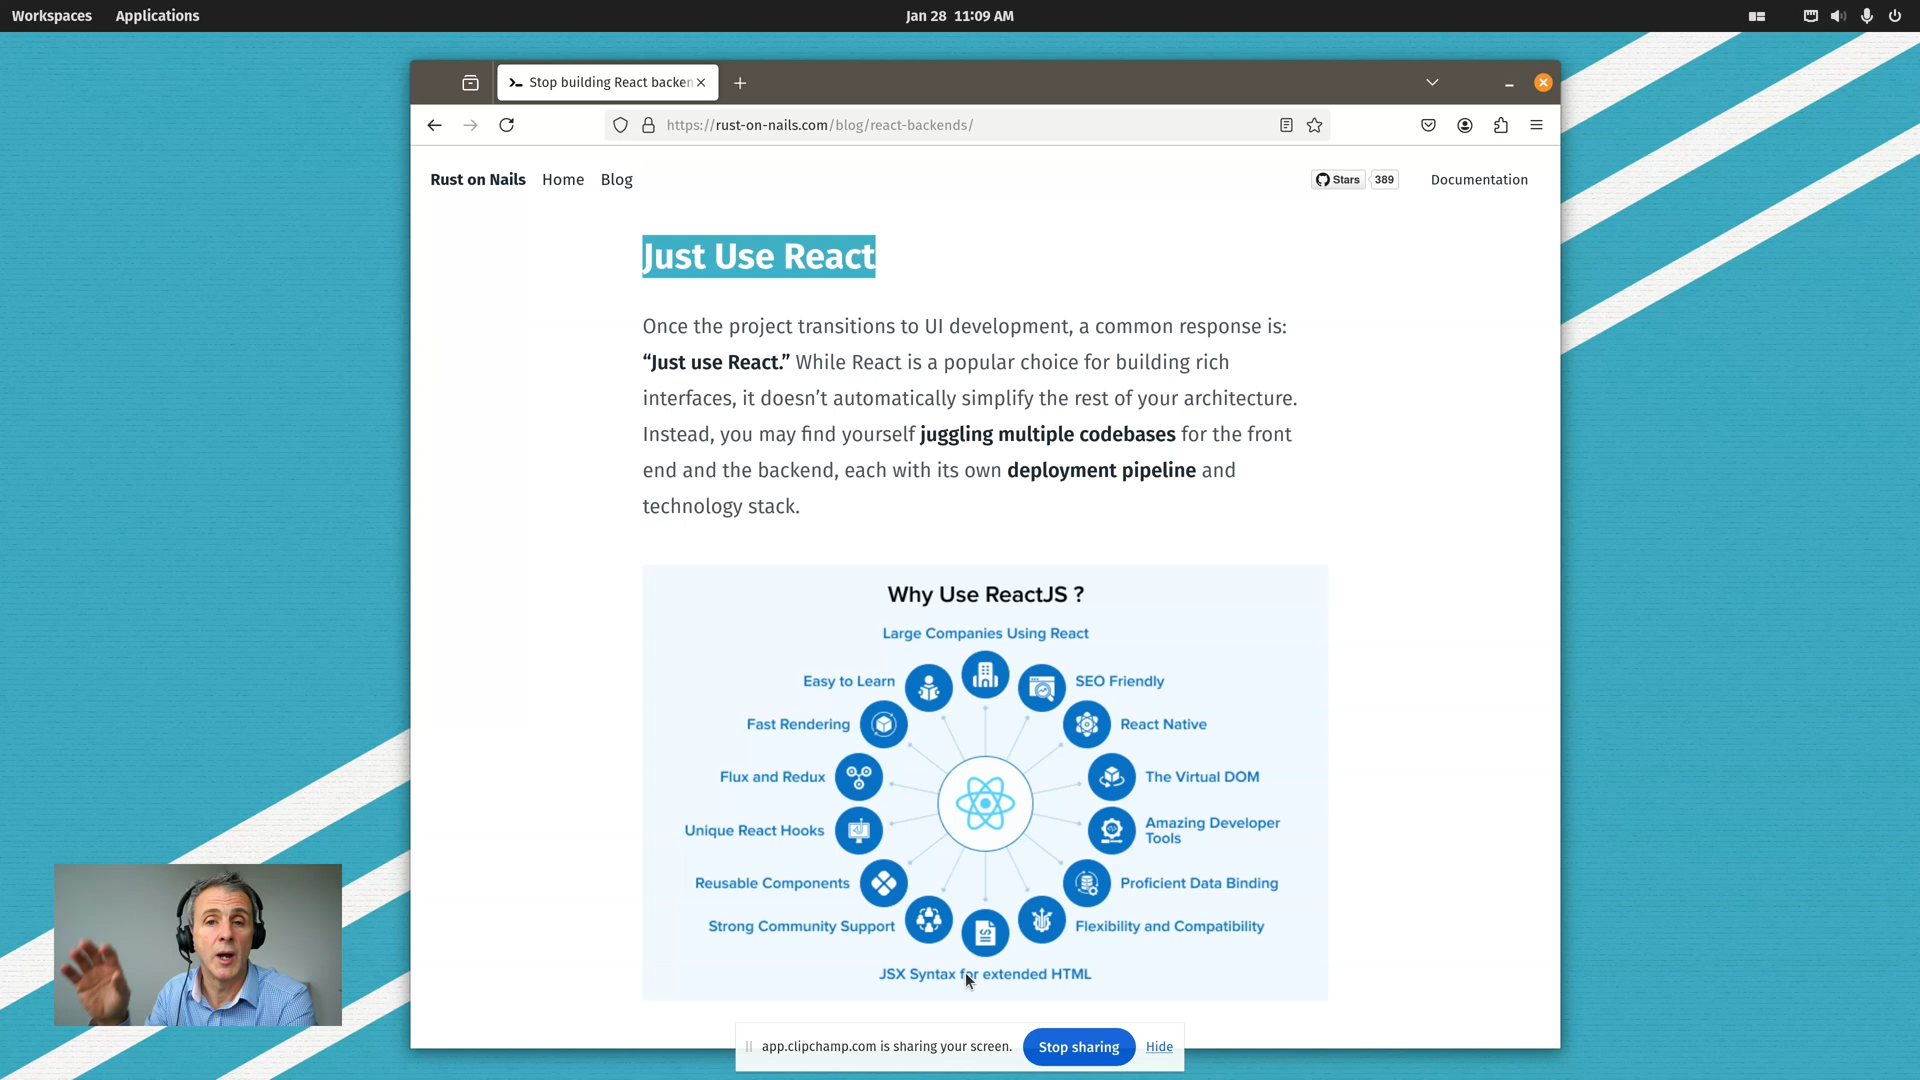 Workspaces Applications Jan 28 11:09 AM
Stop building React backen
https://rust-on-nails.com/blog/react-backends/
Rust on Nails Home Blog Stars 389 Documentation
Just Use React
Once the project transitions to UI development, a common response is:
“Just use React.” While React is a popular choice for building rich
interfaces, it doesn’t automatically simplify the rest of your architecture.
Instead, you may find yourself juggling multiple codebases for the front
end and the backend, each with its own deployment pipeline and
technology stack.
Why Use ReactJS ?
Large Companies Using React
Easy to Learn
SEO Friendly
Fast Rendering
React Native
Flux and Redux
The Virtual DOM
Unique React Hooks
Amazing Developer
Tools
Reusable Components
Proficient Data Binding
Strong Community Support
Flexibility and Compatibility
JSX Syntax for extended HTML
app.clipchamp.com is sharing your screen. Stop sharing Hide